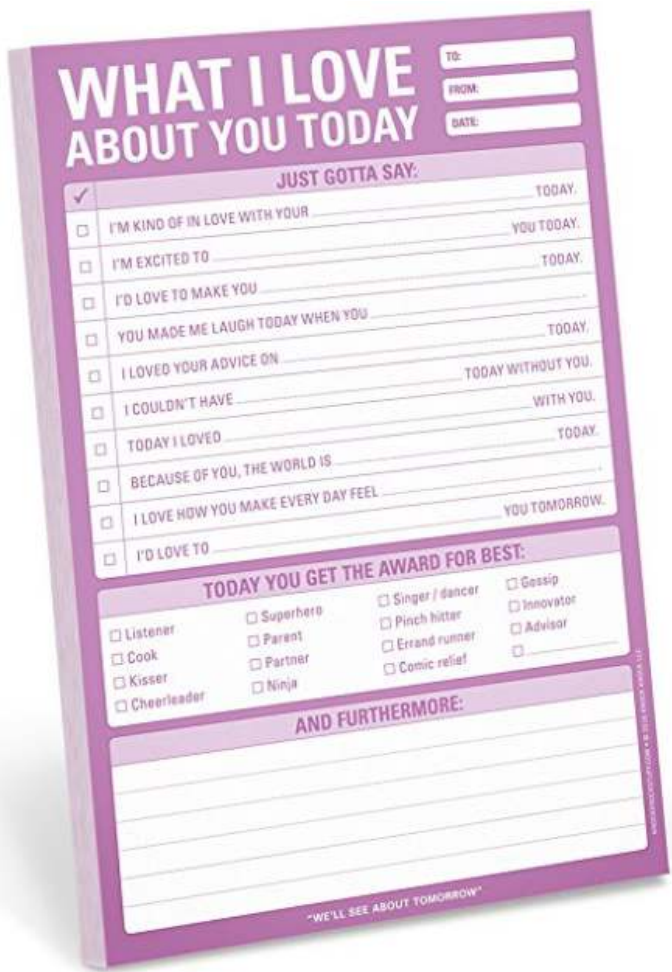 WHAT I LOVE
ABOUT YOU TODAY
TO:
FROM:
DATE:
✓ JUST GOTTA SAY:
I'M KIND OF IN LOVE WITH YOUR TODAY.
I'M EXCITED TO YOU TODAY.
I'D LOVE TO MAKE YOU TODAY.
YOU MADE ME LAUGH TODAY WHEN YOU .
I LOVED YOUR ADVICE ON TODAY.
I COULDN'T HAVE TODAY WITHOUT YOU.
TODAY I LOVED WITH YOU.
BECAUSE OF YOU, THE WORLD IS TODAY.
I LOVE HOW YOU MAKE EVERY DAY FEEL .
I'D LOVE TO YOU TOMORROW.
TODAY YOU GET THE AWARD FOR BEST:
Listener
Cook
Kisser
Cheerleader
Superhero
Parent
Partner
Ninja
Singer / dancer
Pinch hitter
Errand runner
Comic relief
Gossip
Innovator
Advisor
AND FURTHERMORE:
"WE'LL SEE ABOUT TOMORROW"